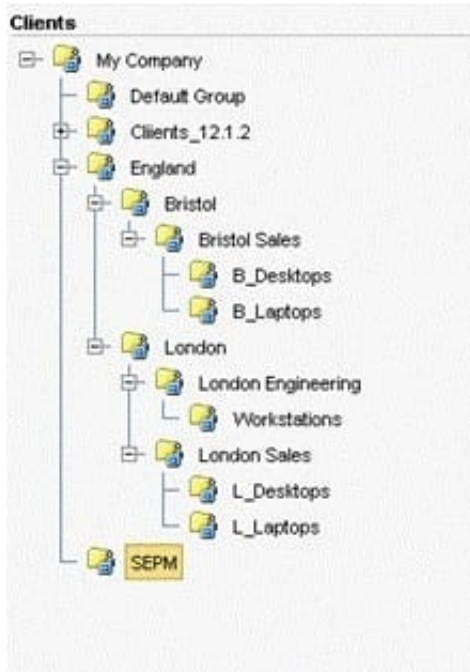 Clients
My Company
Default Group
Cliients_12.1.2
England
Bristol
Bristol Sales
B_Desktops
B_Laptops
London
London Engineering
Workstations
London Sales
L_Desktops
L_Laptops
SEPM